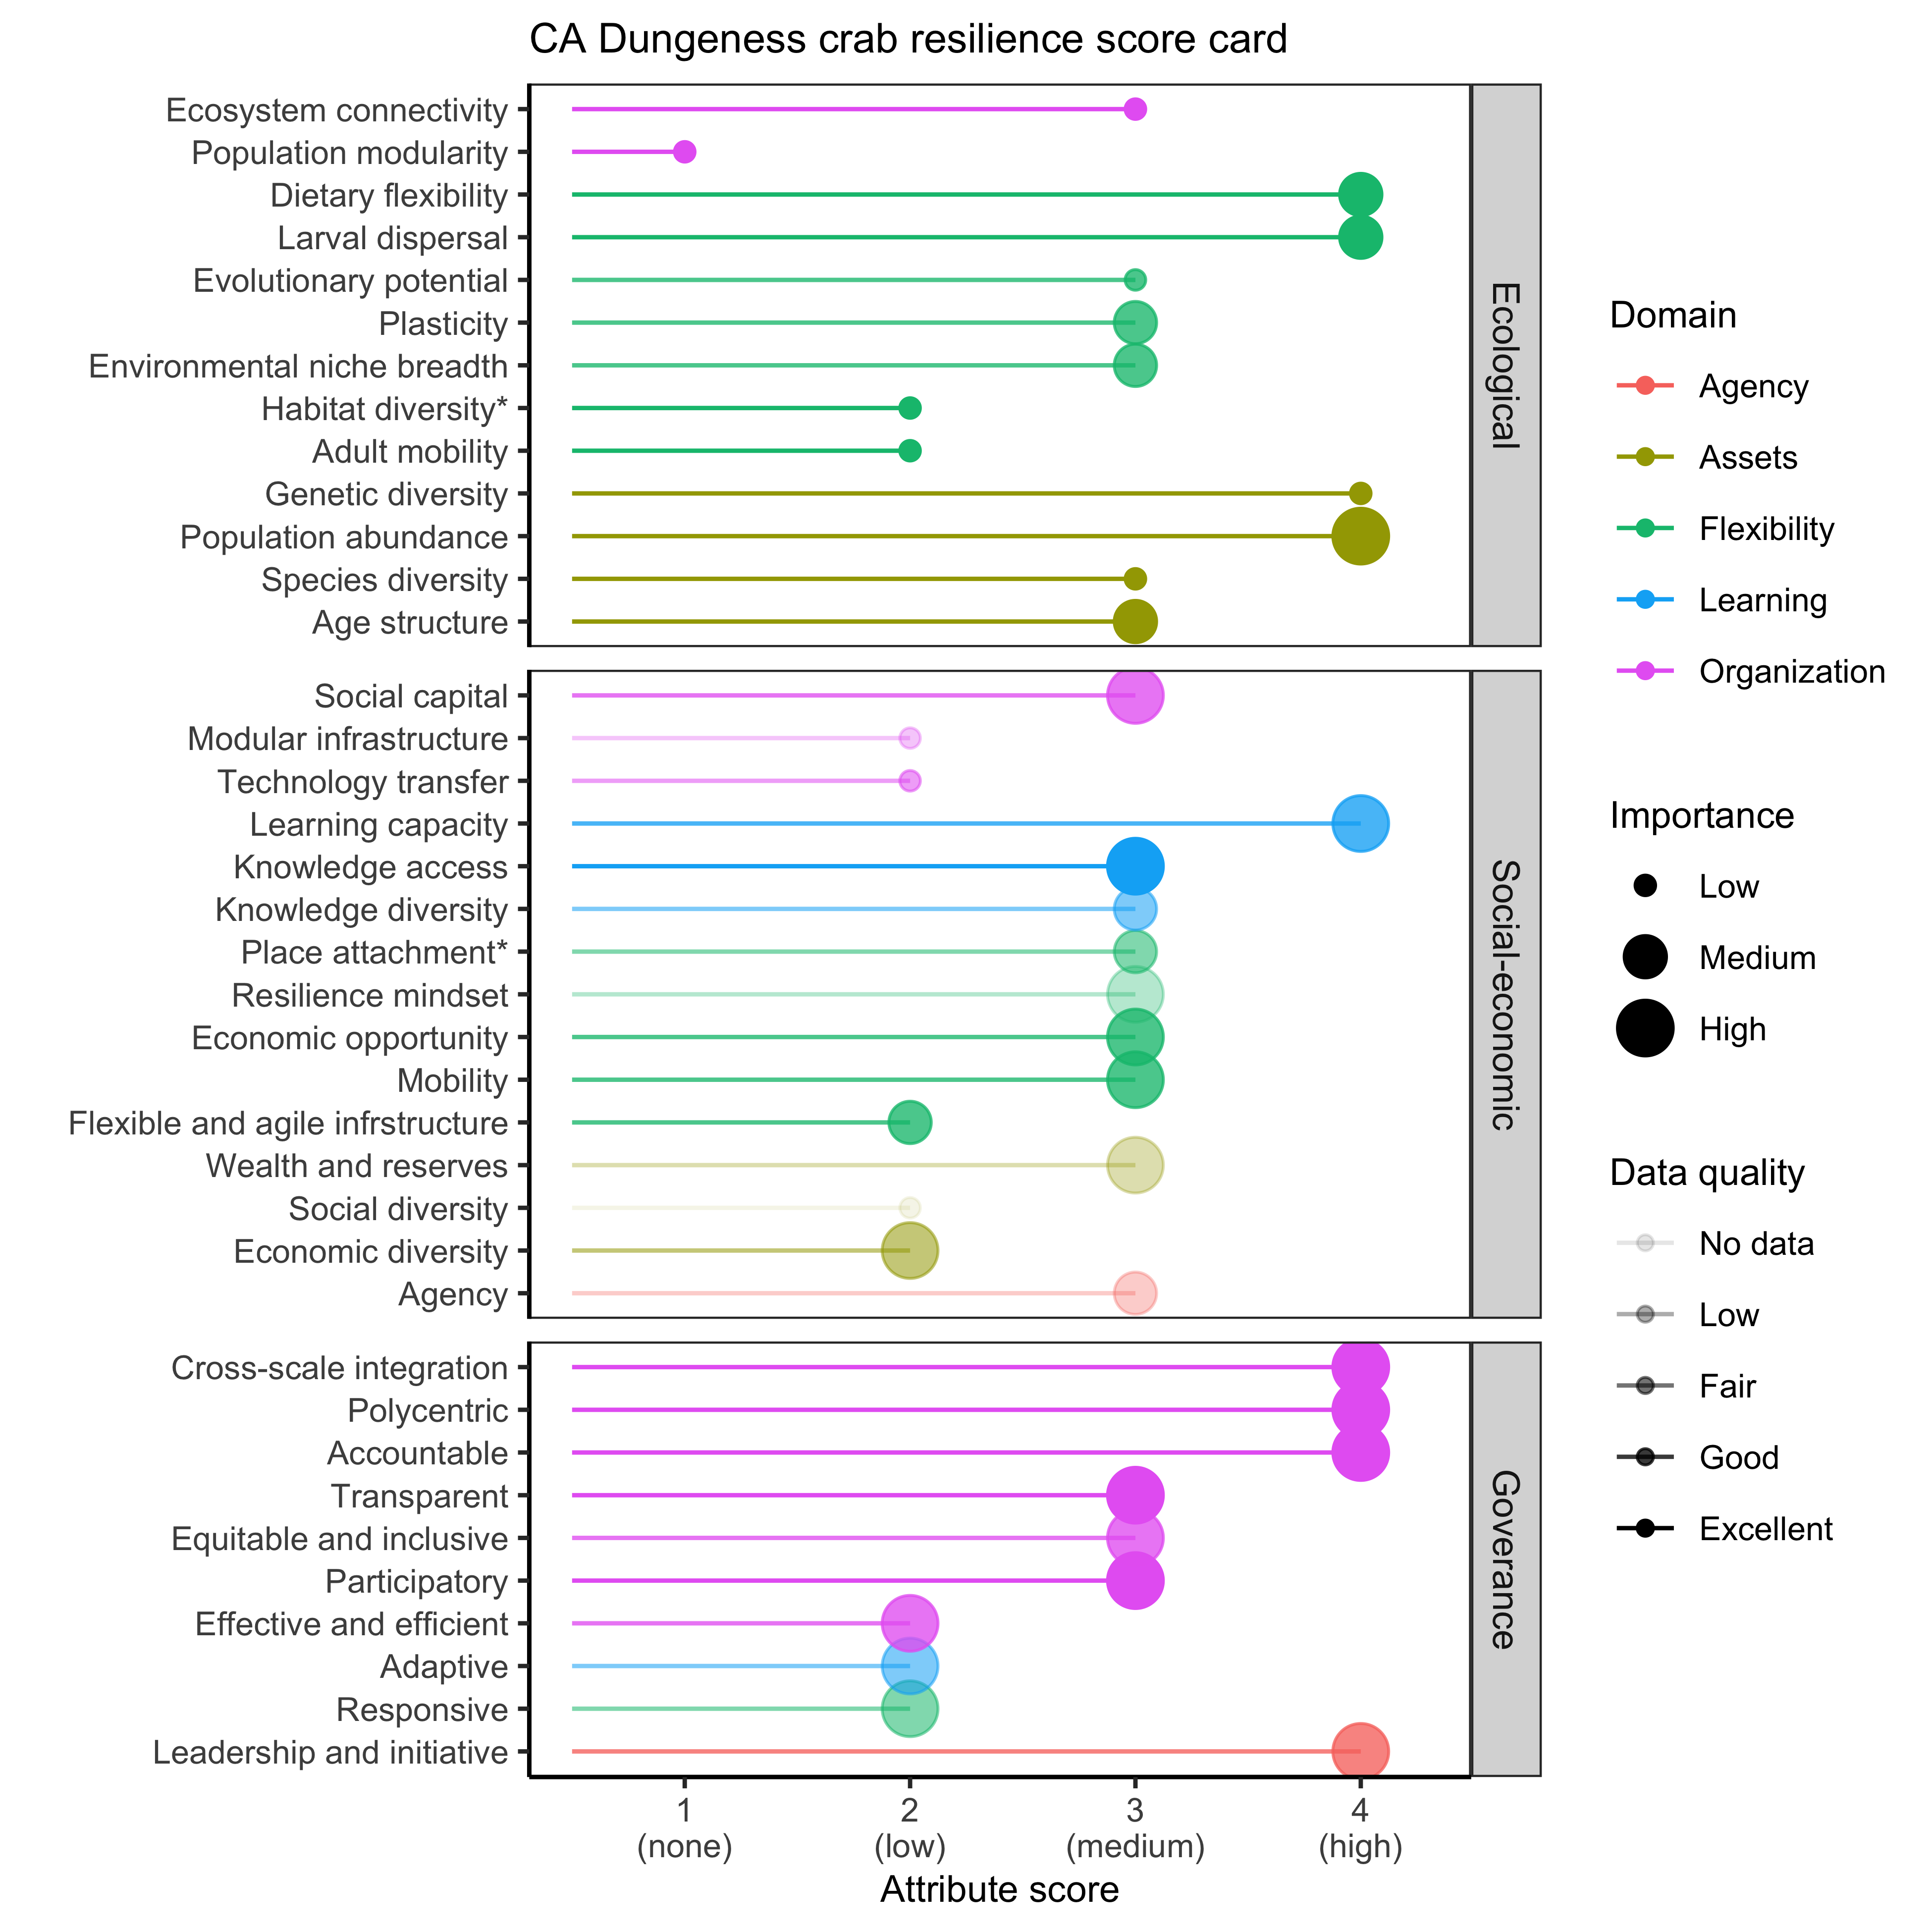 CA Dungeness crab resilience score card
Ecosystem connectivity
Population modularity
Dietary flexibility
Larval dispersal
Evolutionary potential
Plasticity
Environmental niche breadth
Habitat diversity*
Adult mobility
Genetic diversity
Population abundance
Species diversity
Age structure
Ecological
Social capital
Modular infrastructure
Technology transfer
Learning capacity
Knowledge access
Knowledge diversity
Place attachment*
Resilience mindset
Economic opportunity
Mobility
Flexible and agile infrstructure
Wealth and reserves
Social diversity
Economic diversity
Agency
Social-economic
Cross-scale integration
Polycentric
Accountable
Transparent
Equitable and inclusive
Participatory
Effective and efficient
Adaptive
Responsive
Leadership and initiative
Goverance
1 2 3 4
(none) (low) (medium) (high)
Attribute score
Domain
Agency
Assets
Flexibility
Learning
Organization
Importance
Low
Medium
High
Data quality
No data
Low
Fair
Good
Excellent